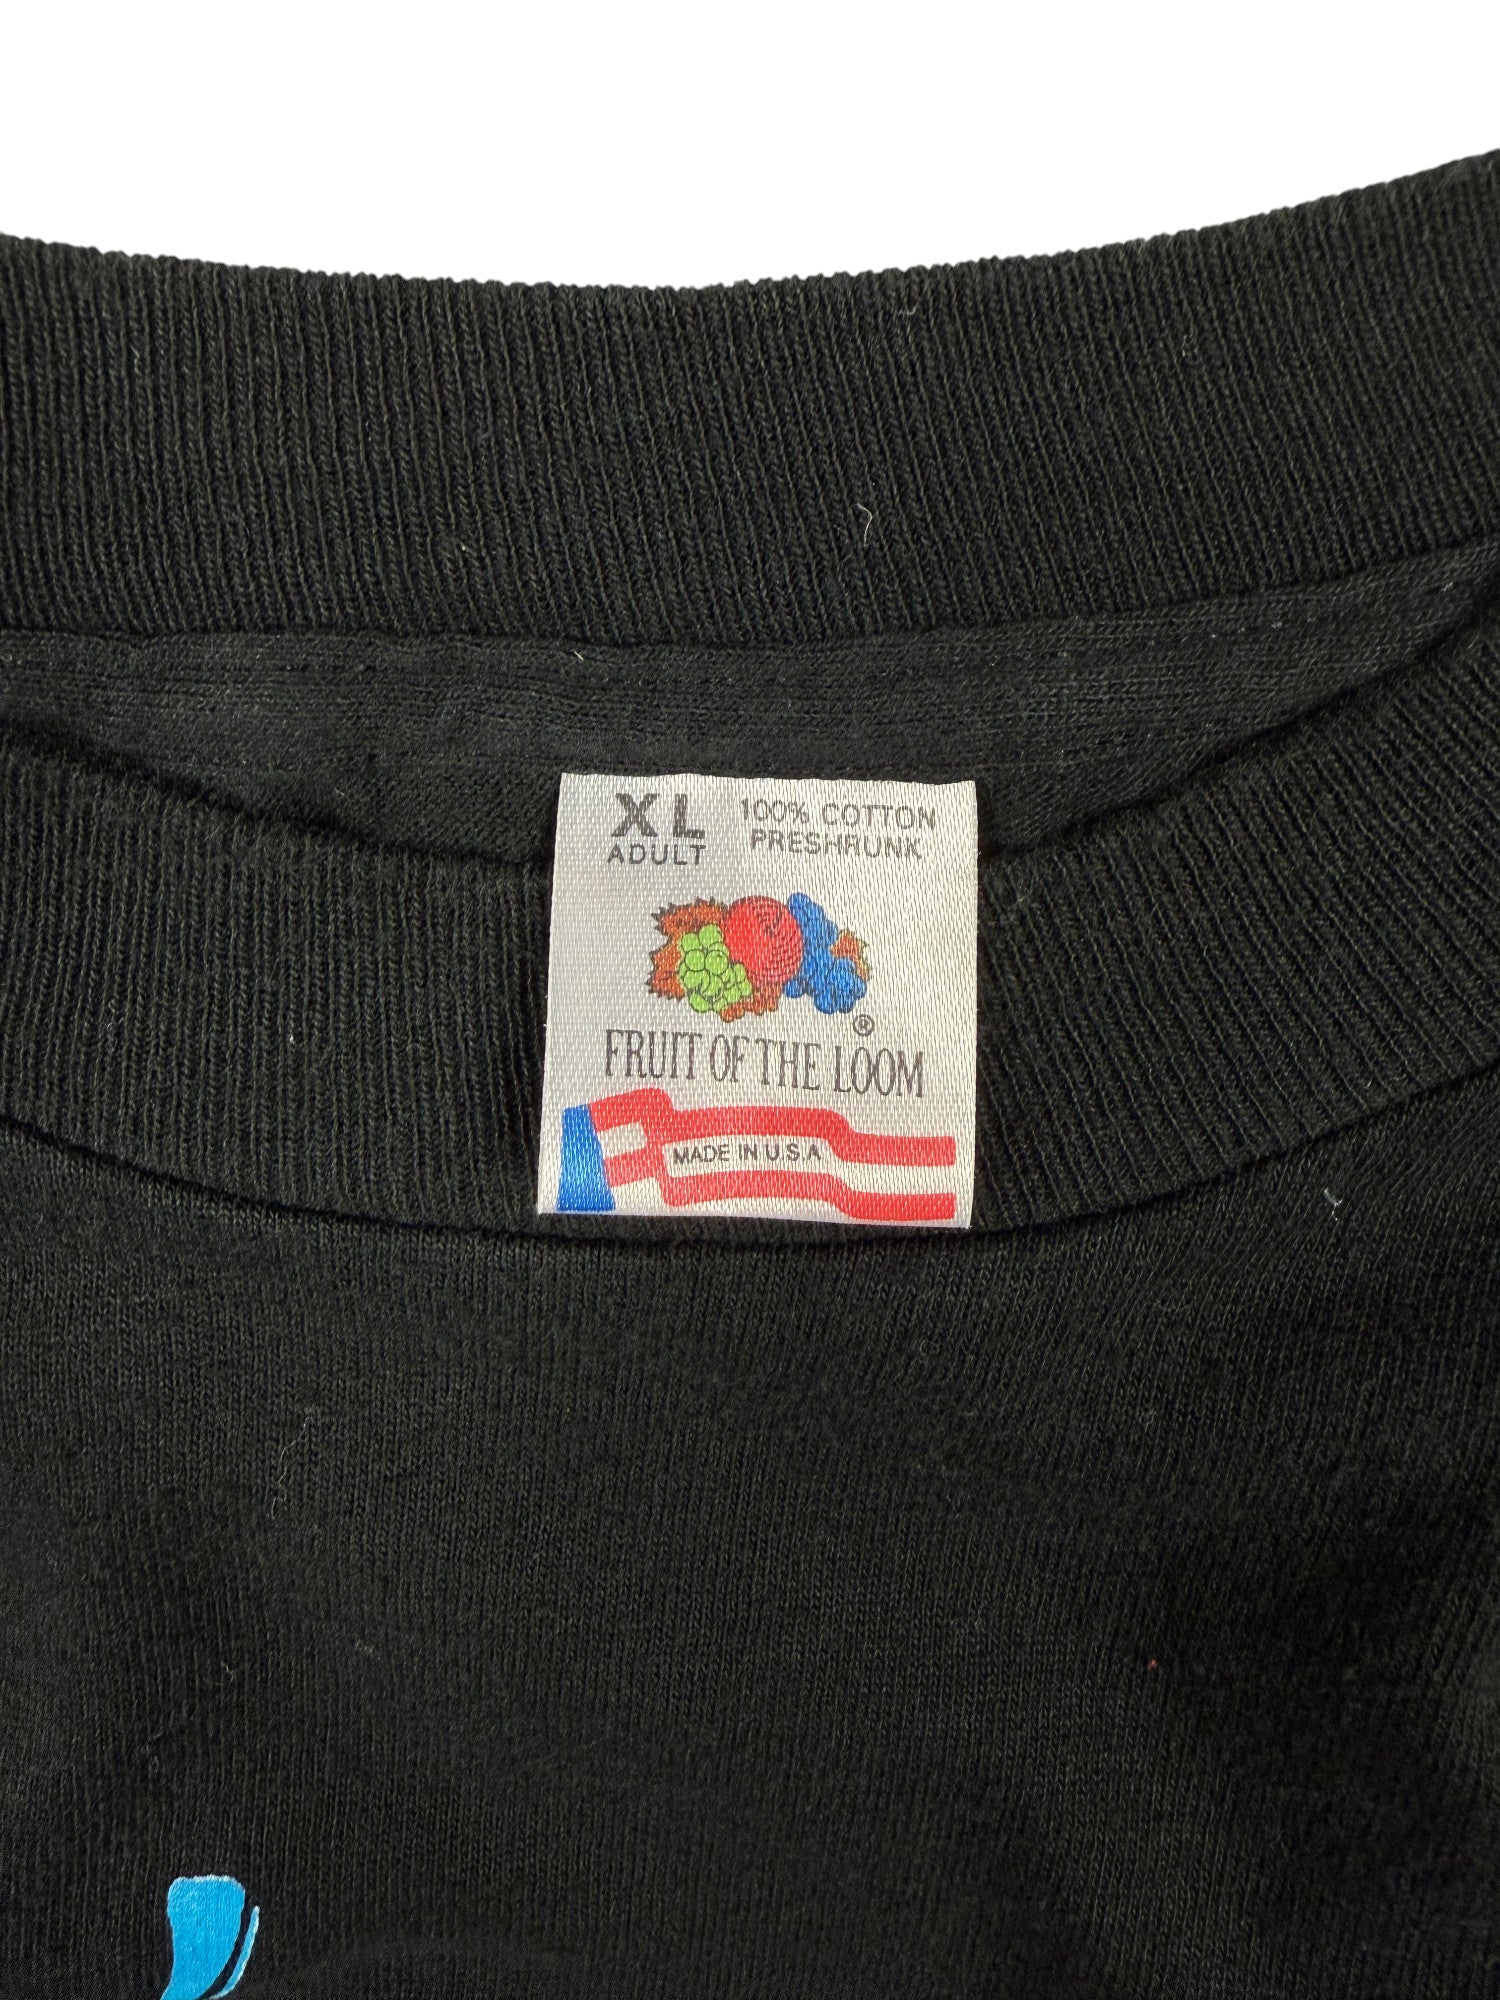 XL
ADULT
100% COTTON
PRESHRUNK
®
FRUIT OF THE LOOM
MADE IN U.S.A